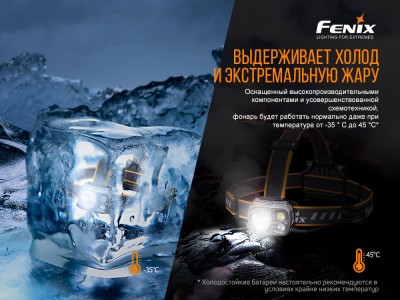 FENIX
LIGHTING FOR EXTREMES
ВЫДЕРЖИВАЕТ ХОЛОД
И ЭКСТРЕМАЛЬНУЮ ЖАРУ
Оснащенный высокопроизводительными
компонентами и усовершенствованной
схемотехникой,
фонарь будет работать нормально даже при
температуре от -35 ° C до 45 °C*
-35°C
45°C
* Холодостойкие батареи настоятельно рекомендуются в
условиях крайне низких температур